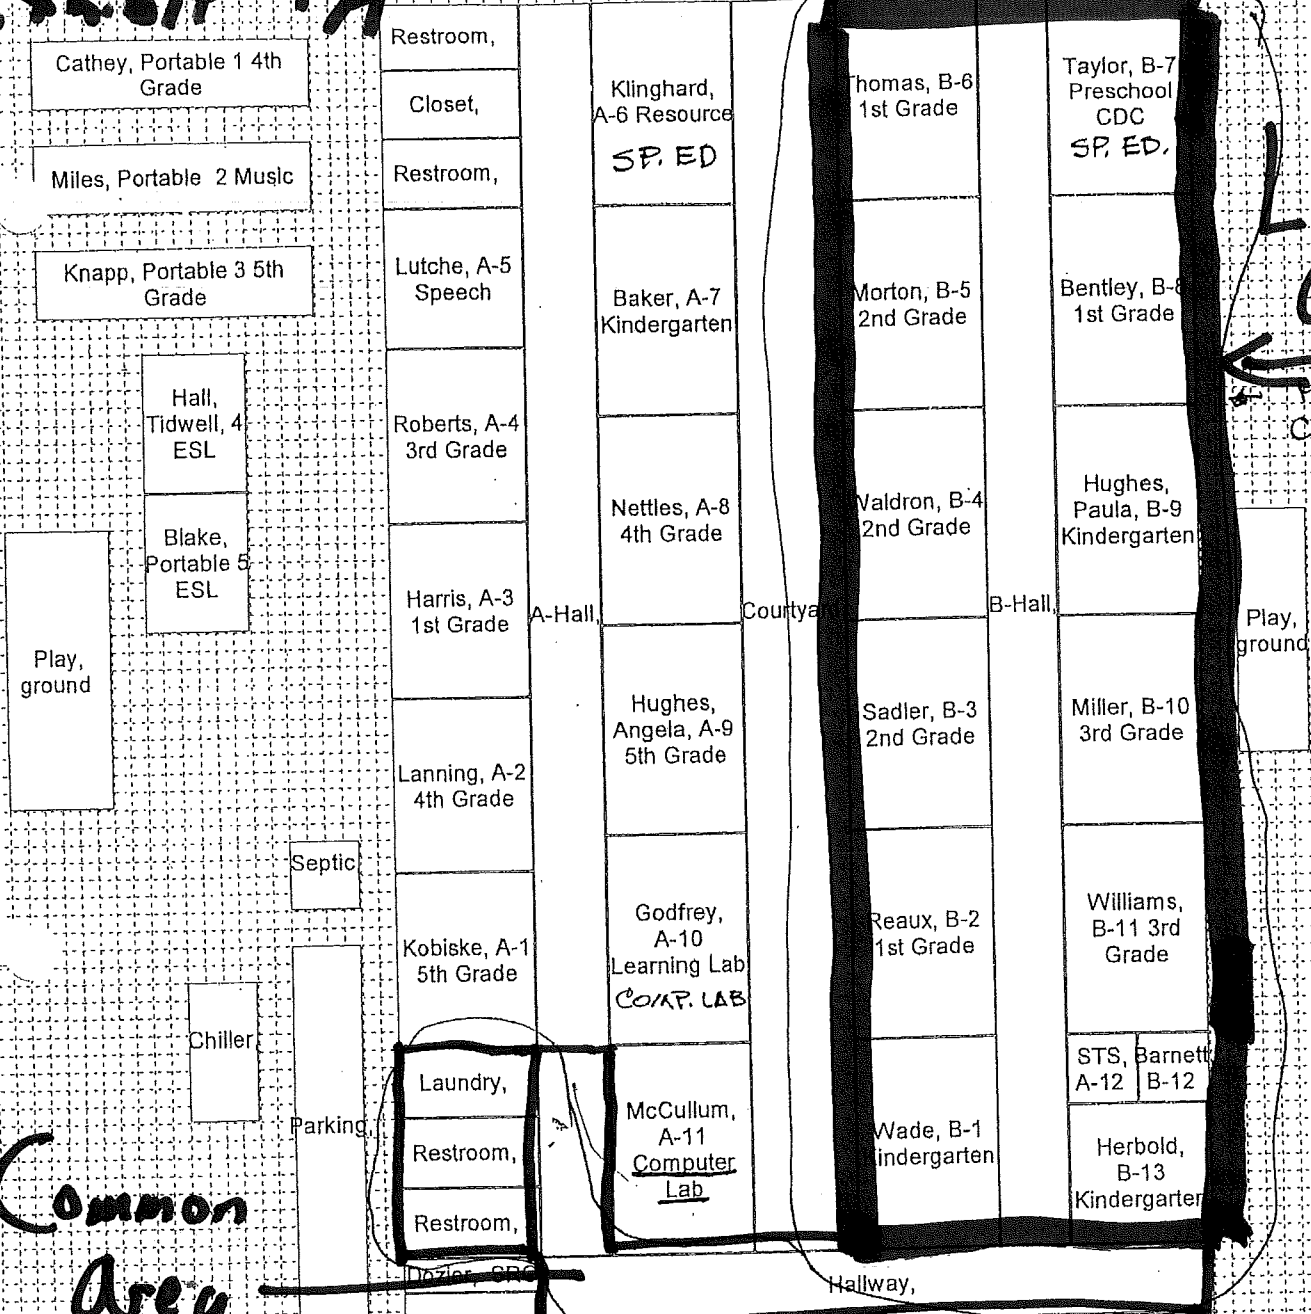 Cathey, Portable 1 4th
Grade
Miles, Portable 2 Music
Knapp, Portable 3 5th
Grade
Hall,
Tidwell, 4
ESL
Blake,
Portable 5
ESL
Play,
ground
Septic
Chiller,
Parking,
Common
Area
Restroom,
Closet,
Restroom,
Lutche, A-5
Speech
Roberts, A-4
3rd Grade
Harris, A-3
1st Grade
Lanning, A-2
4th Grade
Kobiske, A-1
5th Grade
Laundry,
Restroom,
Restroom,
Dozier, SRO
A-Hall,
Klinghard,
A-6 Resource
SP. ED
Baker, A-7
Kindergarten
Nettles, A-8
4th Grade
Hughes,
Angela, A-9
5th Grade
Godfrey,
A-10
Learning Lab
COMP. LAB
McCullum,
A-11
Computer
Lab
Courtyard
Thomas, B-6
1st Grade
Morton, B-5
2nd Grade
Waldron, B-4
2nd Grade
Sadler, B-3
2nd Grade
Reaux, B-2
1st Grade
Wade, B-1
Kindergarten
B-Hall,
Taylor, B-7
Preschool
CDC
SP. ED.
Bentley, B-8
1st Grade
Hughes,
Paula, B-9
Kindergarten
Miller, B-10
3rd Grade
Williams,
B-11 3rd
Grade
STS,
A-12
Barnett,
B-12
Herbold,
B-13
Kindergarten
Play,
ground
Hallway,